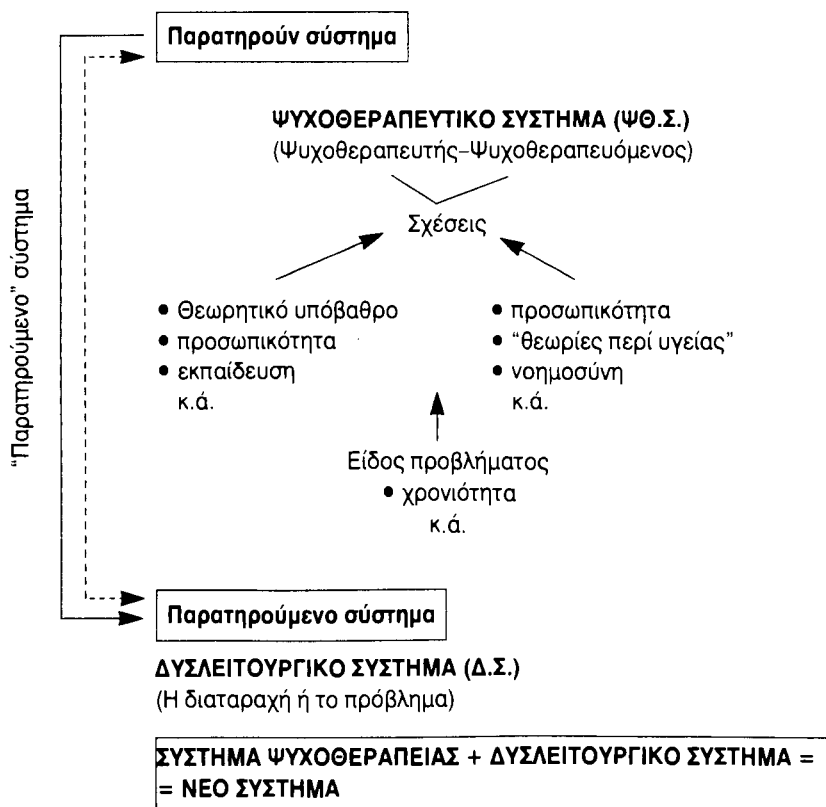 Παρατηρούν σύστημα
ΨΥΧΟΘΕΡΑΠΕΥΤΙΚΟ ΣΥΣΤΗΜΑ (ΨΘ.Σ.)
(Ψυχοθεραπευτής–Ψυχοθεραπευόμενος)
Σχέσεις
“Παρατηρούμενο” σύστημα
• Θεωρητικό υπόβαθρο
• προσωπικότητα
• εκπαίδευση
κ.ά.
• προσωπικότητα
• “θεωρίες περί υγείας”
• νοημοσύνη
κ.ά.
Είδος προβλήματος
• χρονιότητα
κ.ά.
Παρατηρούμενο σύστημα
ΔΥΣΛΕΙΤΟΥΡΓΙΚΟ ΣΥΣΤΗΜΑ (Δ.Σ.)
(Η διαταραχή ή το πρόβλημα)
ΣΥΣΤΗΜΑ ΨΥΧΟΘΕΡΑΠΕΙΑΣ + ΔΥΣΛΕΙΤΟΥΡΓΙΚΟ ΣΥΣΤΗΜΑ =
= ΝΕΟ ΣΥΣΤΗΜΑ